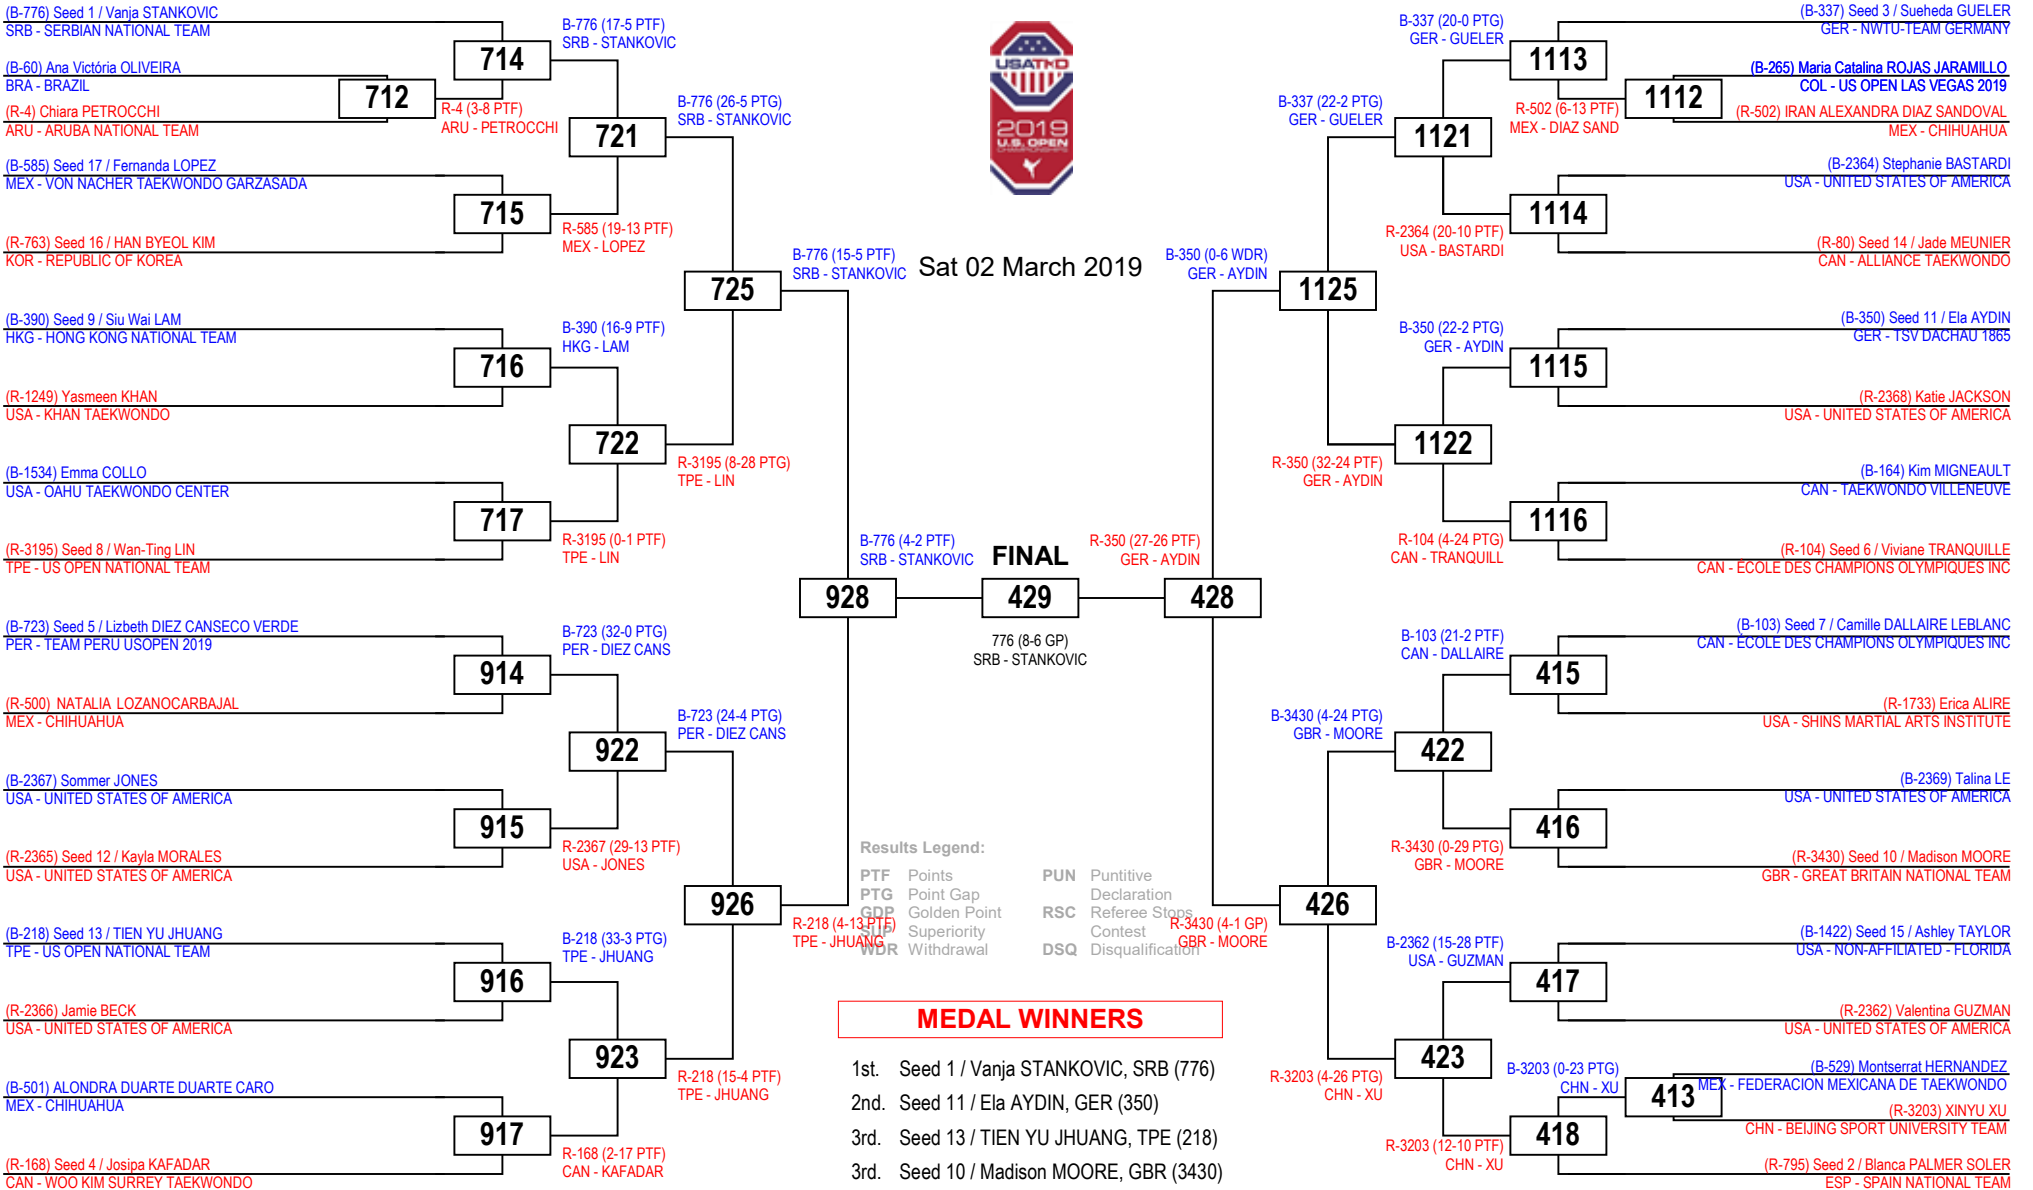 (B-776) Seed 1 / Vanja STANKOVIC
SRB - SERBIAN NATIONAL TEAM
(B-60) Ana Victória OLIVEIRA
BRA - BRAZIL
(R-4) Chiara PETROCCHI
ARU - ARUBA NATIONAL TEAM
(B-585) Seed 17 / Fernanda LOPEZ
MEX - VON NACHER TAEKWONDO GARZASADA
(R-763) Seed 16 / HAN BYEOL KIM
KOR - REPUBLIC OF KOREA
(B-390) Seed 9 / Siu Wai LAM
HKG - HONG KONG NATIONAL TEAM
(R-1249) Yasmeen KHAN
USA - KHAN TAEKWONDO
(B-1534) Emma COLLO
USA - OAHU TAEKWONDO CENTER
(R-3195) Seed 8 / Wan-Ting LIN
TPE - US OPEN NATIONAL TEAM
(B-723) Seed 5 / Lizbeth DIEZ CANSECO VERDE
PER - TEAM PERU USOPEN 2019
(R-500) NATALIA LOZANOCARBAJAL
MEX - CHIHUAHUA
(B-2367) Sommer JONES
USA - UNITED STATES OF AMERICA
(R-2365) Seed 12 / Kayla MORALES
USA - UNITED STATES OF AMERICA
(B-218) Seed 13 / TIEN YU JHUANG
TPE - US OPEN NATIONAL TEAM
(R-2366) Jamie BECK
USA - UNITED STATES OF AMERICA
(B-501) ALONDRA DUARTE DUARTE CARO
MEX - CHIHUAHUA
(R-168) Seed 4 / Josipa KAFADAR
CAN - WOO KIM SURREY TAEKWONDO
712
R-4 (3-8 PTF)
ARU - PETROCCHI
714
715
716
717
914
915
916
917
B-776 (17-5 PTF)
SRB - STANKOVIC
R-585 (19-13 PTF)
MEX - LOPEZ
B-390 (16-9 PTF)
HKG - LAM
R-3195 (0-1 PTF)
TPE - LIN
B-723 (32-0 PTG)
PER - DIEZ CANS
R-2367 (29-13 PTF)
USA - JONES
B-218 (33-3 PTG)
TPE - JHUANG
R-168 (2-17 PTF)
CAN - KAFADAR
721
722
922
923
B-776 (26-5 PTG)
SRB - STANKOVIC
R-3195 (8-28 PTG)
TPE - LIN
B-723 (24-4 PTG)
PER - DIEZ CANS
R-218 (15-4 PTF)
TPE - JHUANG
725
926
B-776 (15-5 PTF)
SRB - STANKOVIC
R-218 (4-13 PTF)
TPE - JHUANG
928
B-776 (4-2 PTF)
SRB - STANKOVIC
USATKD
2019
U.S. OPEN
CHAMPIONSHIPS
Sat 02 March 2019
FINAL
429
776 (8-6 GP)
SRB - STANKOVIC
Results Legend:
PTF Points
PTG Point Gap
GDP Golden Point
SUP Superiority
WDR Withdrawal
PUN Puntitive
Declaration
RSC Referee Stops
Contest
DSQ Disqualification
MEDAL WINNERS
1st. Seed 1 / Vanja STANKOVIC, SRB (776)
2nd. Seed 11 / Ela AYDIN, GER (350)
3rd. Seed 13 / TIEN YU JHUANG, TPE (218)
3rd. Seed 10 / Madison MOORE, GBR (3430)
R-350 (27-26 PTF)
GER - AYDIN
428
B-350 (0-6 WDR)
GER - AYDIN
R-3430 (4-1 GP)
GBR - MOORE
1125
426
B-337 (22-2 PTG)
GER - GUELER
R-350 (32-24 PTF)
GER - AYDIN
B-3430 (4-24 PTG)
GBR - MOORE
R-3203 (4-26 PTG)
CHN - XU
1121
1122
422
423
B-337 (20-0 PTG)
GER - GUELER
R-2364 (20-10 PTF)
USA - BASTARDI
B-350 (22-2 PTG)
GER - AYDIN
R-104 (4-24 PTG)
CAN - TRANQUILL
B-103 (21-2 PTF)
CAN - DALLAIRE
R-3430 (0-29 PTG)
GBR - MOORE
B-2362 (15-28 PTF)
USA - GUZMAN
R-3203 (12-10 PTF)
CHN - XU
1113
1114
1115
1116
415
416
417
418
R-502 (6-13 PTF)
MEX - DIAZ SAND
1112
B-3203 (0-23 PTG)
CHN - XU
413
(B-337) Seed 3 / Sueheda GUELER
GER - NWTU-TEAM GERMANY
(B-265) Maria Catalina ROJAS JARAMILLO
COL - US OPEN LAS VEGAS 2019
(R-502) IRAN ALEXANDRA DIAZ SANDOVAL
MEX - CHIHUAHUA
(B-2364) Stephanie BASTARDI
USA - UNITED STATES OF AMERICA
(R-80) Seed 14 / Jade MEUNIER
CAN - ALLIANCE TAEKWONDO
(B-350) Seed 11 / Ela AYDIN
GER - TSV DACHAU 1865
(R-2368) Katie JACKSON
USA - UNITED STATES OF AMERICA
(B-164) Kim MIGNEAULT
CAN - TAEKWONDO VILLENEUVE
(R-104) Seed 6 / Viviane TRANQUILLE
CAN - ÉCOLE DES CHAMPIONS OLYMPIQUES INC
(B-103) Seed 7 / Camille DALLAIRE LEBLANC
CAN - ÉCOLE DES CHAMPIONS OLYMPIQUES INC
(R-1733) Erica ALIRE
USA - SHINS MARTIAL ARTS INSTITUTE
(B-2369) Talina LE
USA - UNITED STATES OF AMERICA
(R-3430) Seed 10 / Madison MOORE
GBR - GREAT BRITAIN NATIONAL TEAM
(B-1422) Seed 15 / Ashley TAYLOR
USA - NON-AFFILIATED - FLORIDA
(R-2362) Valentina GUZMAN
USA - UNITED STATES OF AMERICA
(B-529) Montserrat HERNANDEZ
MEX - FEDERACION MEXICANA DE TAEKWONDO
(R-3203) XINYU XU
CHN - BEIJING SPORT UNIVERSITY TEAM
(R-795) Seed 2 / Blanca PALMER SOLER
ESP - SPAIN NATIONAL TEAM